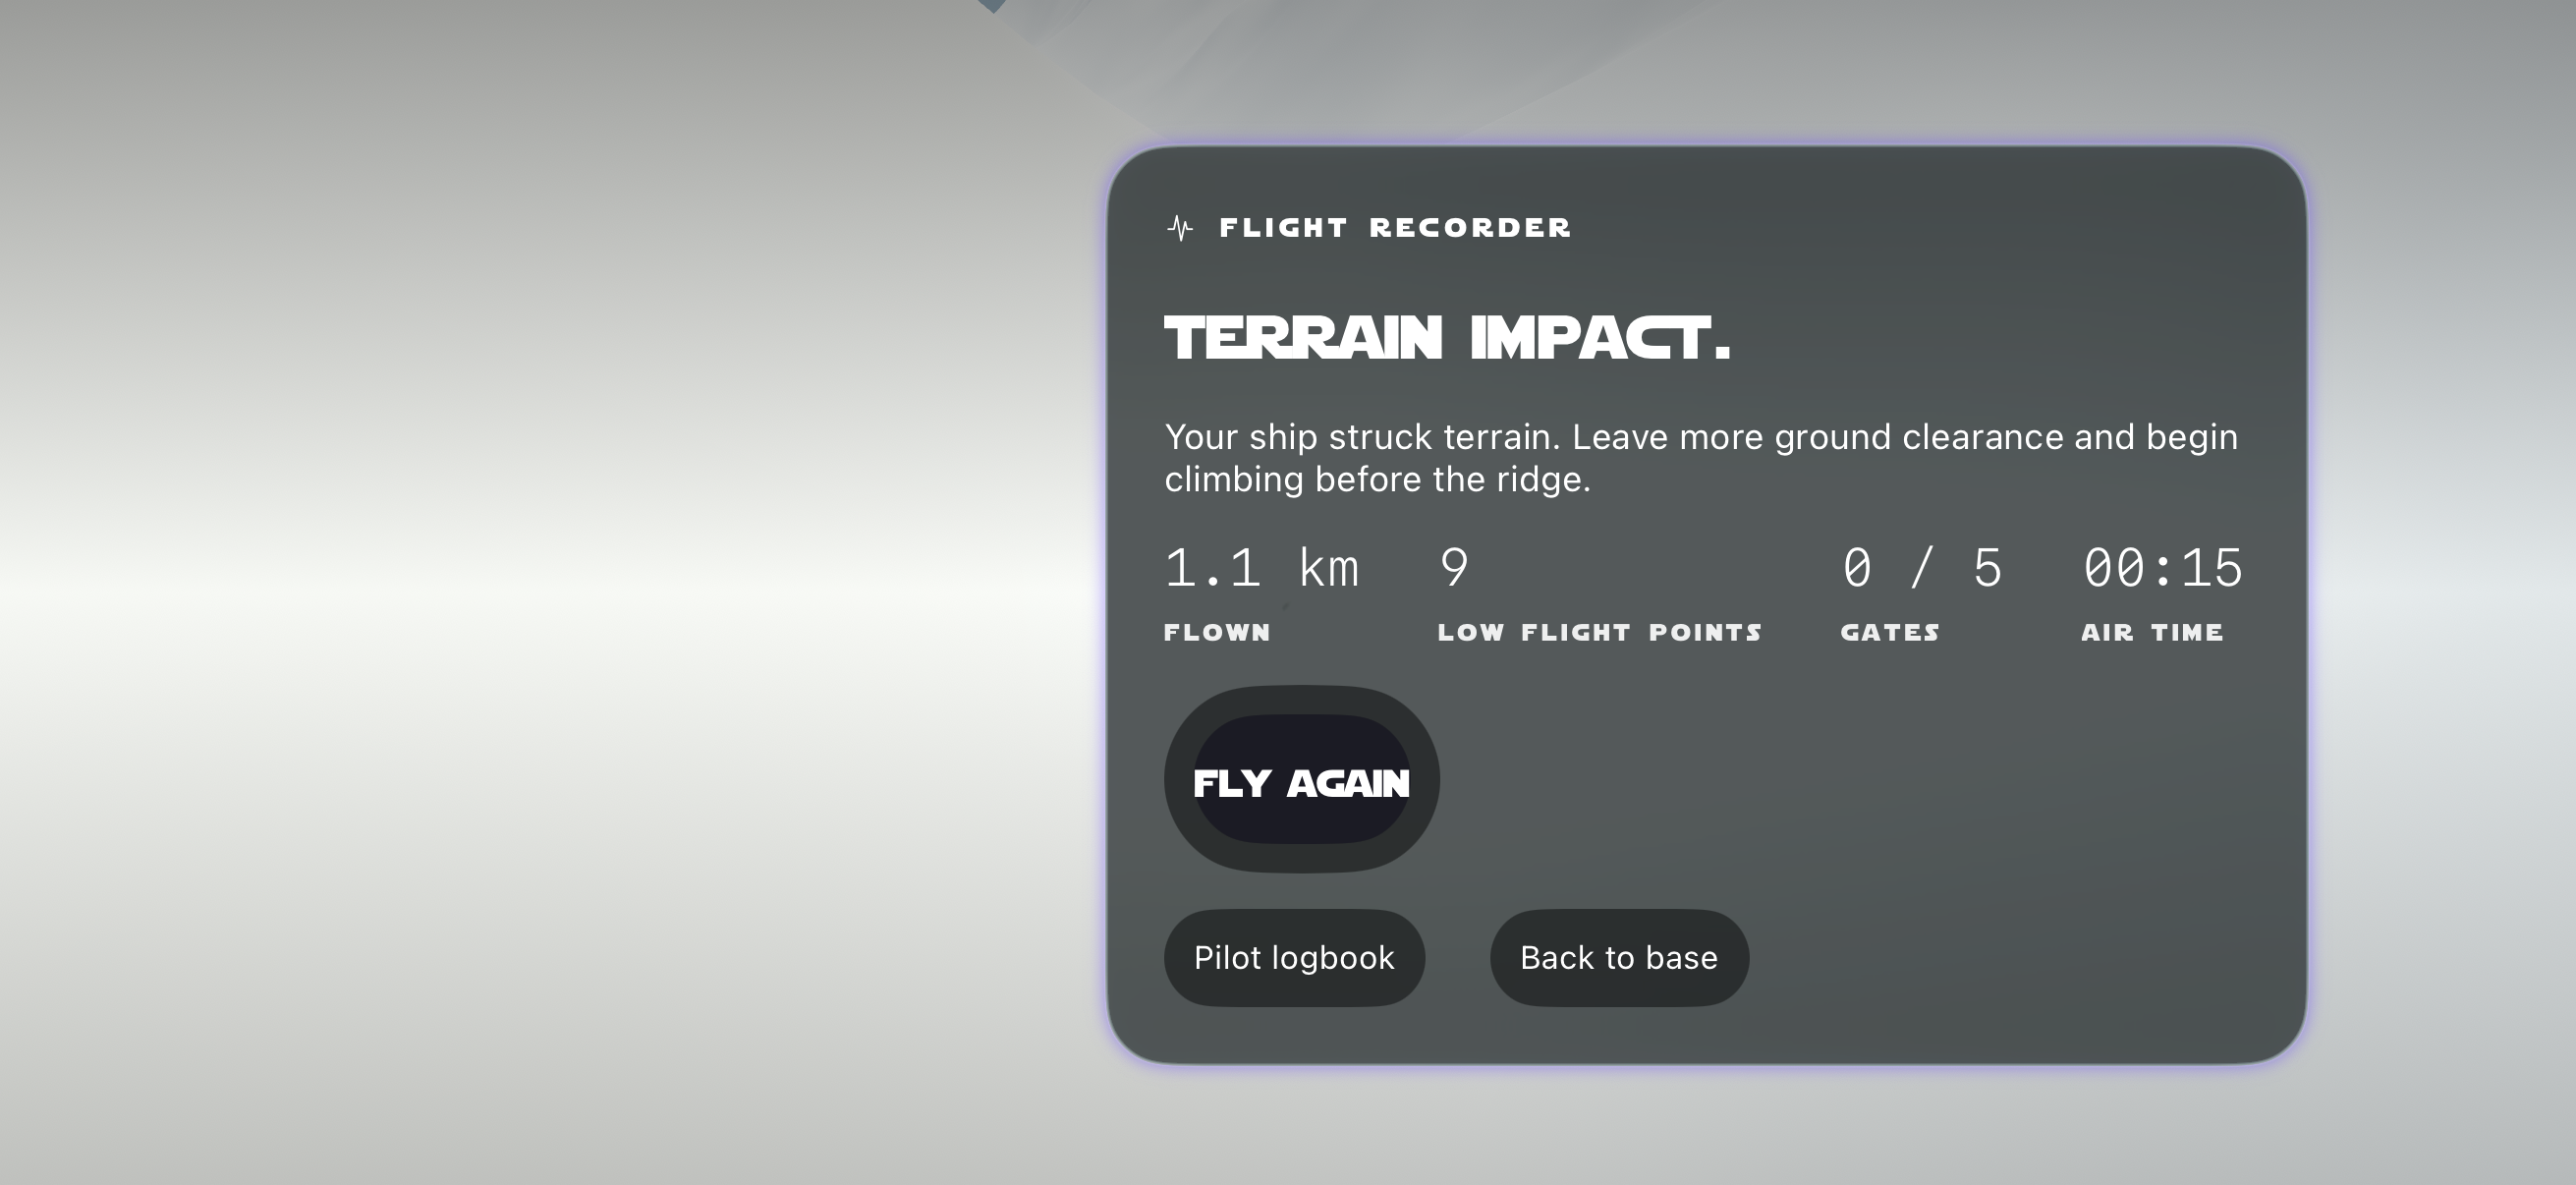 FLIGHT RECORDER
TERRAIN IMPACT.
Your ship struck terrain. Leave more ground clearance and begin
climbing before the ridge.
1.1 km 9 0 / 5 00:15
FLOWN LOW FLIGHT POINTS GATES AIR TIME
FLY AGAIN
Pilot logbook Back to base